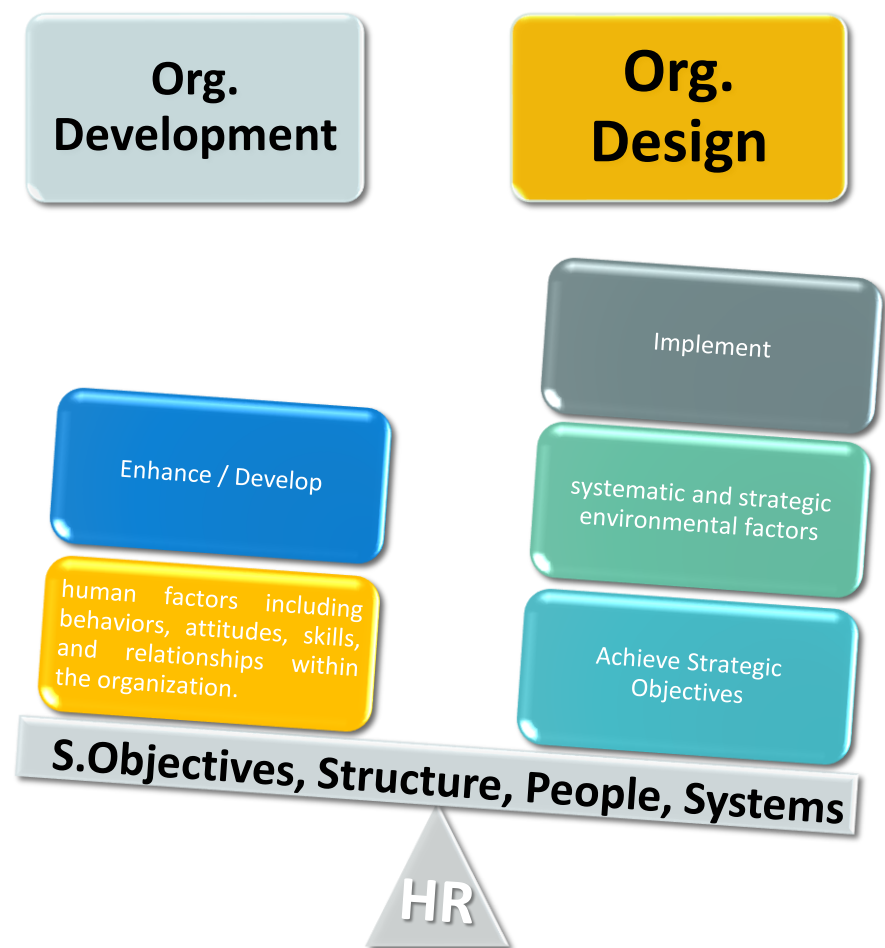 Org.
Development
Org.
Design
Enhance / Develop
human factors including
behaviors, attitudes, skills,
and relationships within
the organization.
Implement
systematic and strategic
environmental factors
Achieve Strategic
Objectives
S.Objectives, Structure, People, Systems
HR